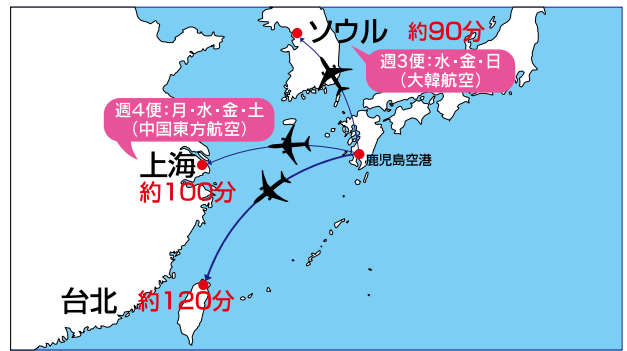 ソウル 約90分
週3便:水・金・日
(大韓航空)
週4便:月・水・金・土
(中国東方航空)
上海
約100分
鹿児島空港
台北 約120分